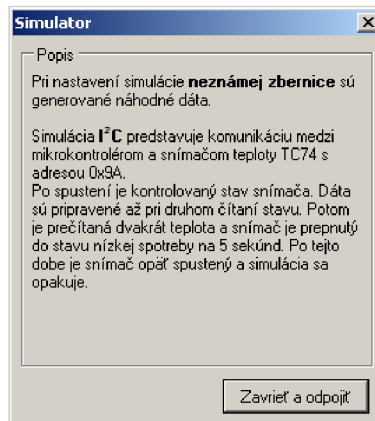 Simulator
Popis
Pri nastavení simulácie neznámej zbernice sú
generované náhodné dáta.
Simulácia I²C predstavuje komunikáciu medzi
mikrokontrolérom a snímačom teploty TC74 s
adresou 0x9A.
Po spustení je kontrolovaný stav snímača. Dáta
sú pripravené až pri druhom čítaní stavu. Potom
je prečítaná dvakrát teplota a snímač je prepnutý
do stavu nízkej spotreby na 5 sekúnd. Po tejto
dobe je snímač opäť spustený a simulácia sa
opakuje.
Zavrieť a odpojiť